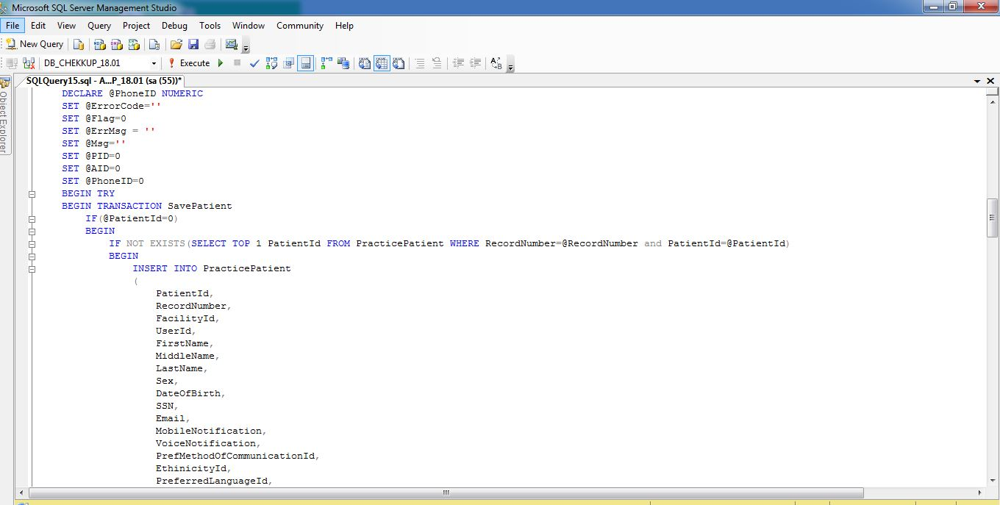 Microsoft SQL Server Management Studio
File Edit View Query Project Debug Tools Window Community Help
New Query
DB_CHEKKUP_18.01 Execute
SQLQuery15.sql - A...P_18.01 (sa (55))*
Object Explorer
DECLARE @PhoneID NUMERIC
SET @ErrorCode=''
SET @Flag=0
SET @ErrMsg = ''
SET @Msg=''
SET @PID=0
SET @AID=0
SET @PhoneID=0
BEGIN TRY
BEGIN TRANSACTION SavePatient
IF(@PatientId=0)
BEGIN
IF NOT EXISTS(SELECT TOP 1 PatientId FROM PracticePatient WHERE RecordNumber=@RecordNumber and PatientId=@PatientId)
BEGIN
INSERT INTO PracticePatient
(
PatientId,
RecordNumber,
FacilityId,
UserId,
FirstName,
MiddleName,
LastName,
Sex,
DateOfBirth,
SSN,
Email,
MobileNotification,
VoiceNotification,
PrefMethodOfCommunicationId,
EthinicityId,
PreferredLanguageId,